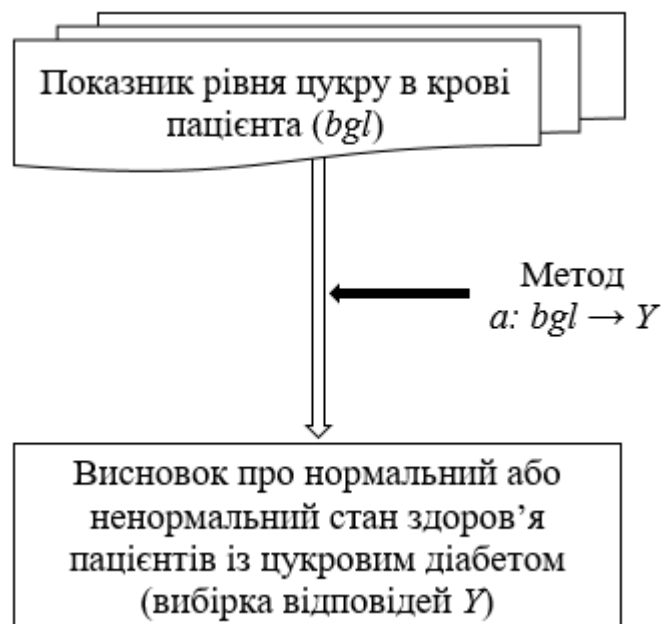 Показник рівня цукру в крові
пацієнта (bgl)
Метод
a: bgl → Y
Висновок про нормальний або
ненормальний стан здоров’я
пацієнтів із цукровим діабетом
(вибірка відповідей Y)